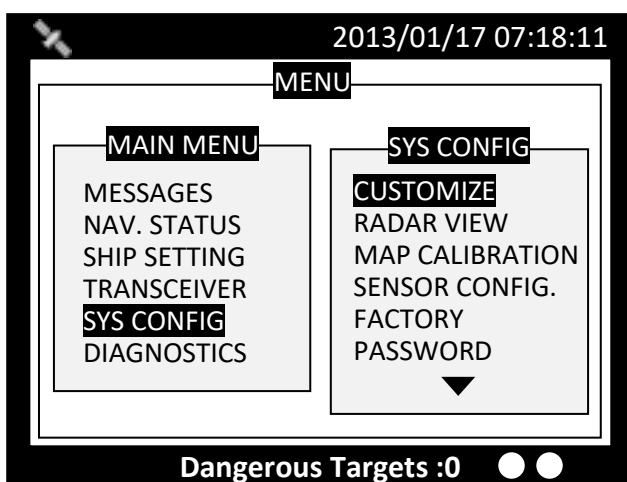 2013/01/17 07:18:11
MENU
MAIN MENU
MESSAGES
NAV. STATUS
SHIP SETTING
TRANSCEIVER
SYS CONFIG
DIAGNOSTICS
SYS CONFIG
CUSTOMIZE
RADAR VIEW
MAP CALIBRATION
SENSOR CONFIG.
FACTORY
PASSWORD
Dangerous Targets :0